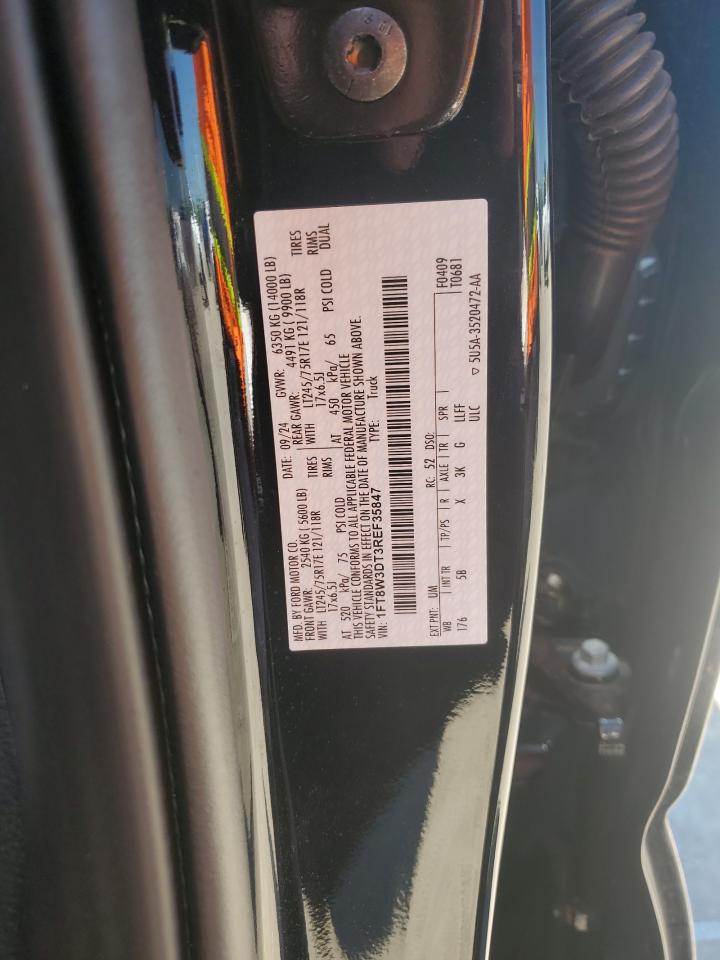 MFD. BY FORD MOTOR CO.
DATE: 09/24 GVWR: 6350 KG (14000 LB)
FRONT GAWR: 2540 KG (5600 LB) REAR GAWR: 4491 KG (9900 LB)
WITH LT245/75R17E 121/118R TIRES WITH LT245/75R17E 121/118R TIRES
17x6.5J RIMS 17x6.5J RIMS
AT 520 kPa/ 75 PSI COLD AT 450 kPa/ 65 PSI COLD DUAL
THIS VEHICLE CONFORMS TO ALL APPLICABLE FEDERAL MOTOR VEHICLE
SAFETY STANDARDS IN EFFECT ON THE DATE OF MANUFACTURE SHOWN ABOVE.
VIN: 1FT8W3DT3REF35847 TYPE: Truck
F0409
T0681
EXT PNT: UM RC: 52 DSO:
WB INT TR TP/PS R AXLE TR SPR
176 5B X 3K G LLFF
ULC
▽ 5U5A-3520472-AA